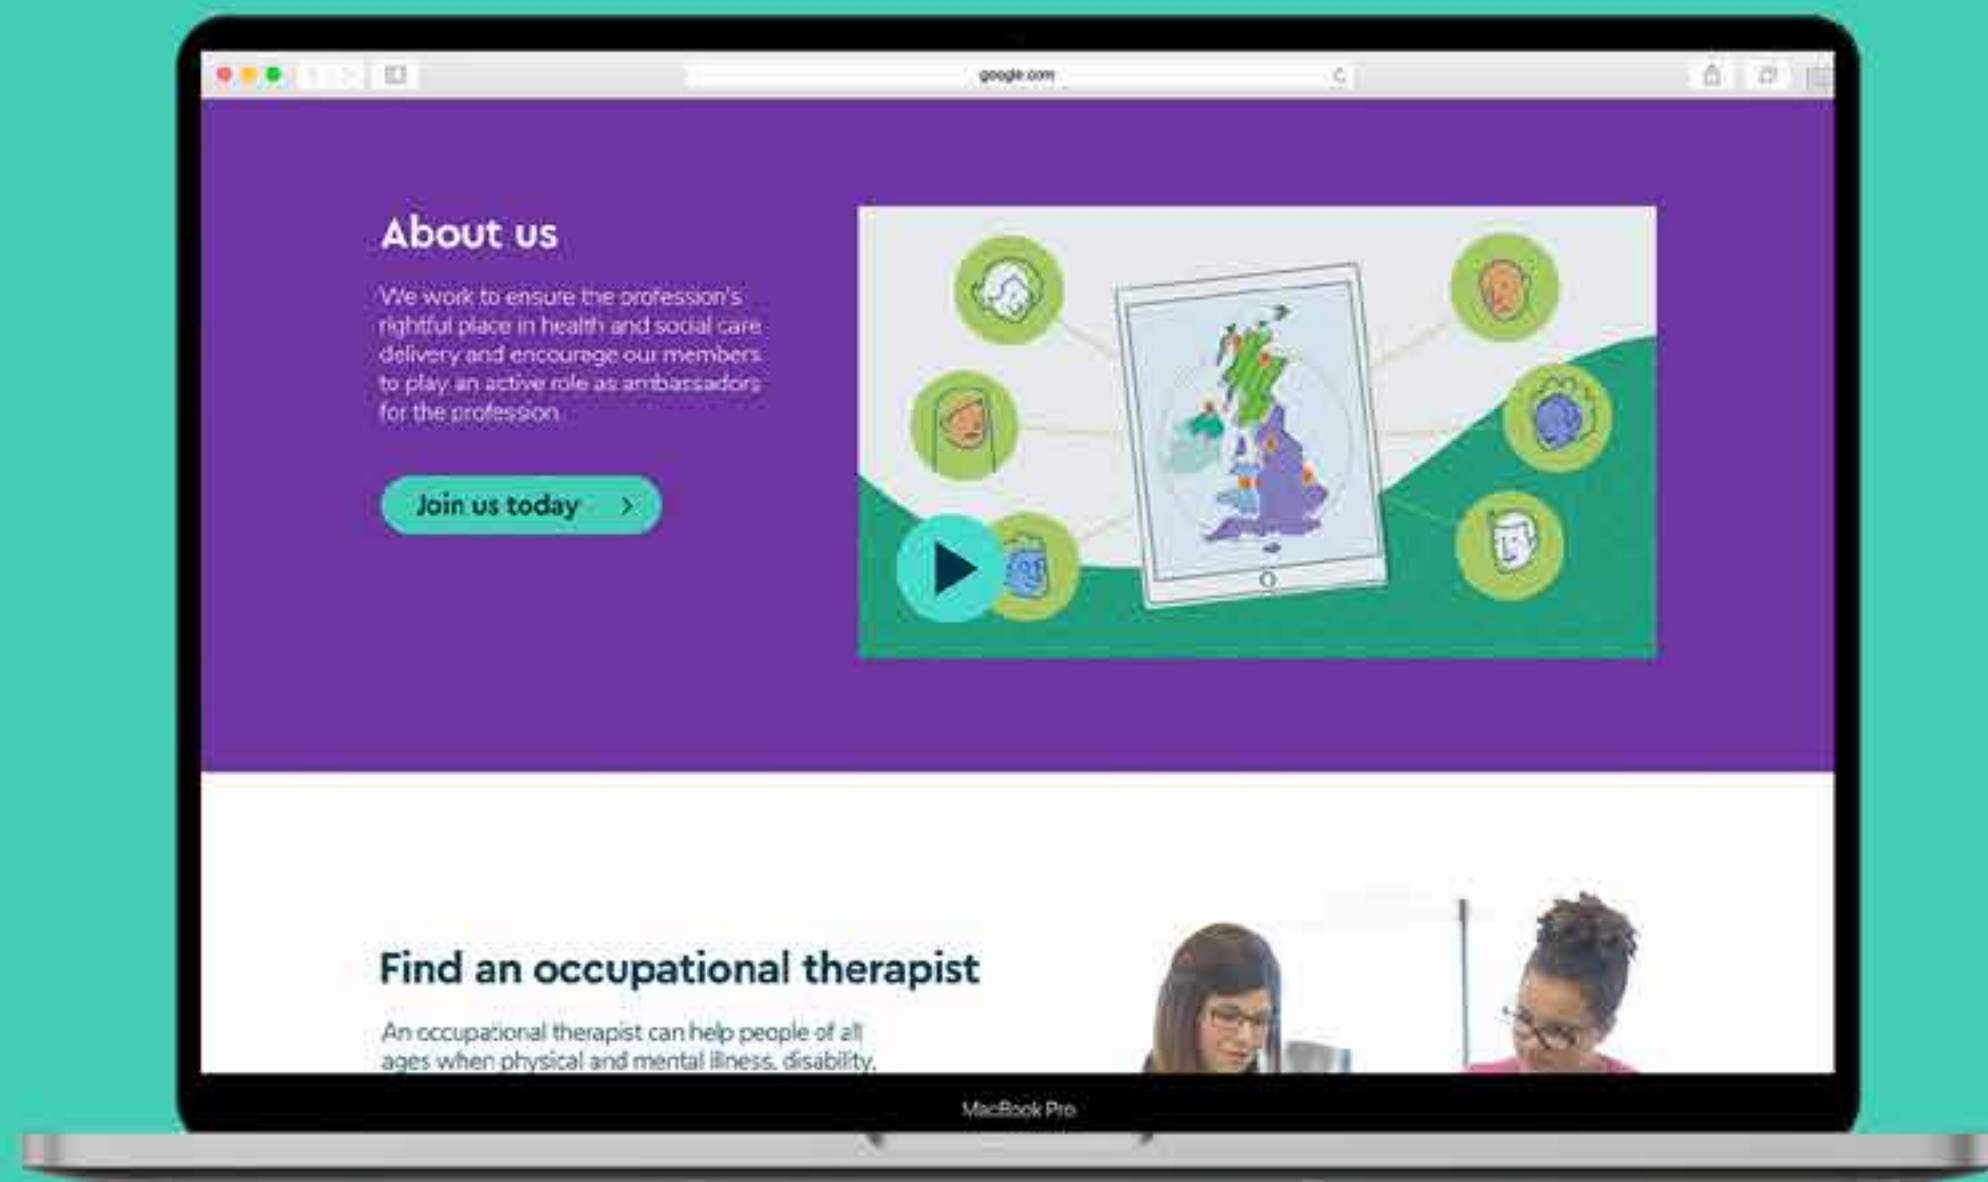 google.com
About us
We work to ensure the profession's
rightful place in health and social care
delivery and encourage our members
to play an active role as ambassadors
for the profession
Join us today >
Find an occupational therapist
An occupational therapist can help people of all
ages when physical and mental illness, disability,
MacBook Pro